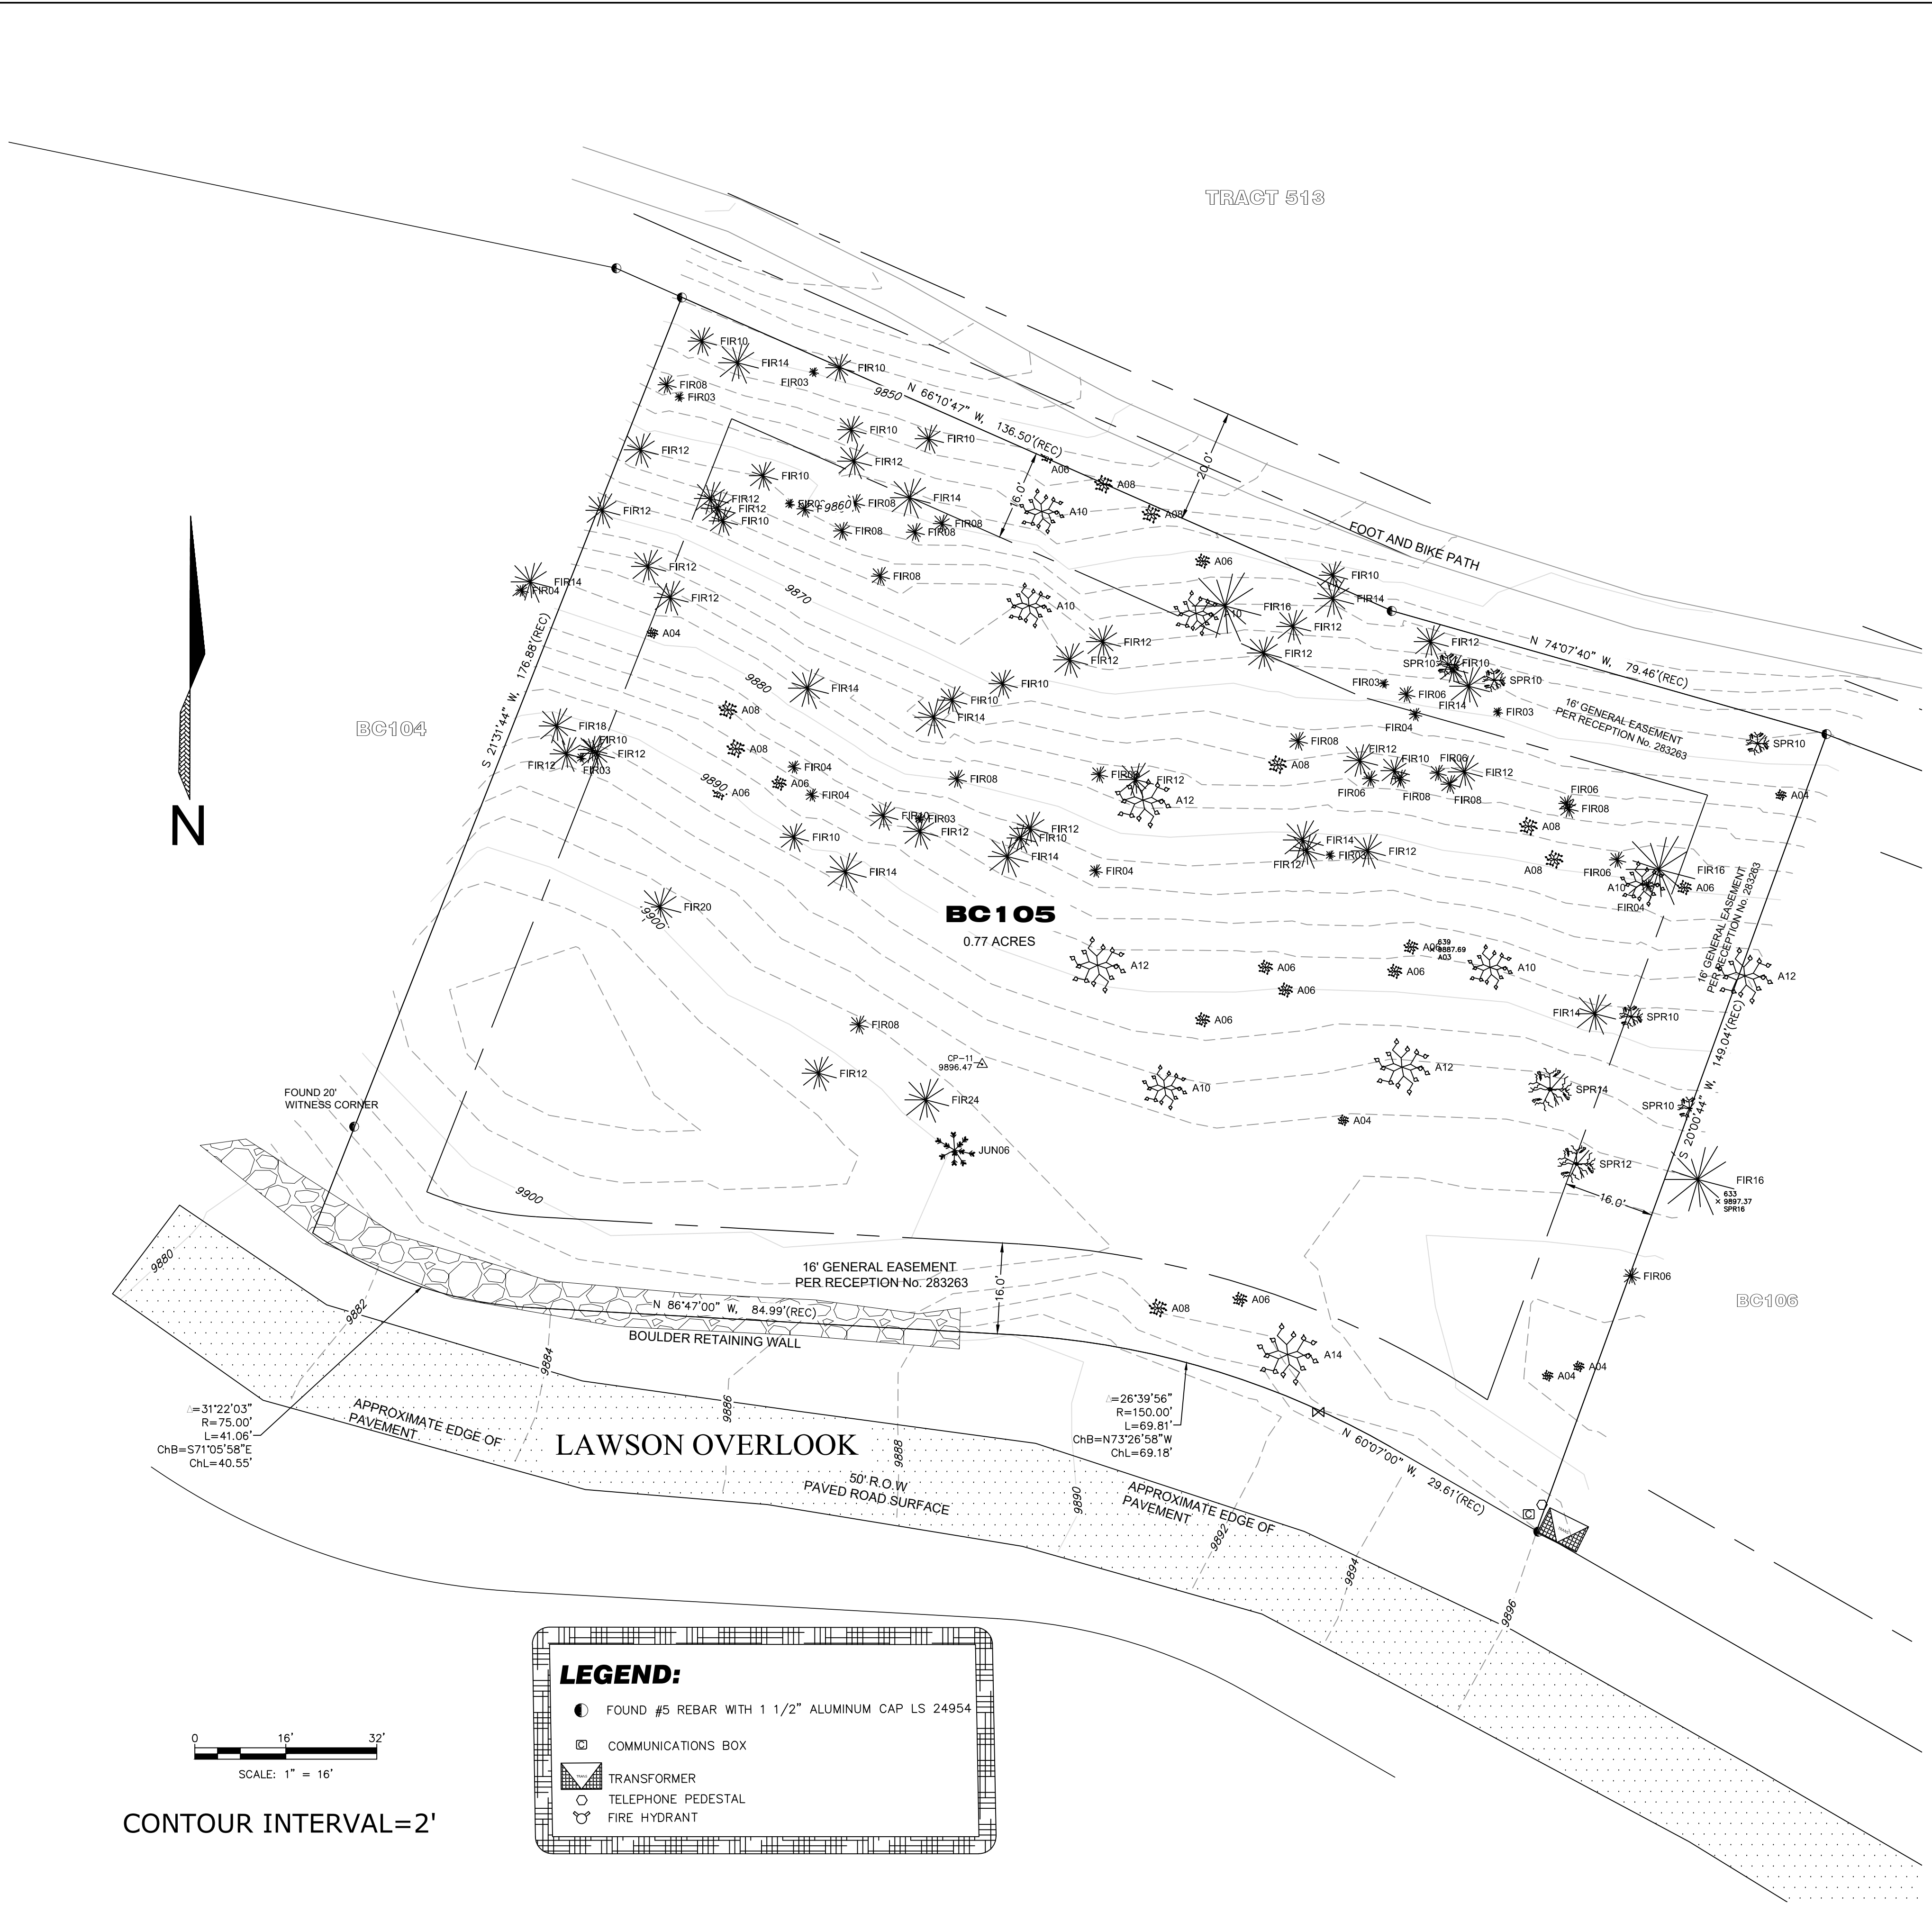 TRACT 513
FIR10
FIR14
FIR03
FIR10
FIR08
FIR03
9850
N 66°10'47" W, 136.50'(REC)
FIR10
FIR10
FIR12
FIR12
FIR10
A06
A08
20.0'
16.0'
FIR12
FIR12
FIR10
9860
FIR08
FIR14
A10
A08
FIR12
FIR08
FIR08
FIR08
FOOT AND BIKE PATH
FIR12
FIR08
A06
FIR10
FIR14
FIR04
FIR12
9870
A10
FIR16
FIR14
A04
FIR12
FIR12
FIR12
FIR12
FIR12
N 74°07'40" W, 79.46'(REC)
S 21°31'44" W, 176.88'(REC)
SPR10
FIR10
SPR10
FIR03
FIR06
FIR14
FIR03
FIR04
9880
FIR14
FIR10
FIR10
FIR14
A08
16' GENERAL EASEMENT
PER RECEPTION No. 283263
SPR10
BC104
FIR18
FIR10
FIR12
FIR12
FIR03
A08
FIR04
A06
FIR04
A06
9890
FIR08
FIR12
A12
A08
FIR08
FIR12
FIR10
FIR06
FIR12
FIR06
FIR08
FIR08
FIR06
FIR08
A04
A08
FIR03
FIR12
FIR10
FIR12
FIR10
FIR14
FIR14
FIR04
FIR14
FIR12
FIR12
A08
FIR06
FIR16
A10
A06
FIR04
N
FIR20
9900
BC105
0.77 ACRES
16' GENERAL EASEMENT
PER RECEPTION No. 283263
A12
A06
A06
639
9887.69
A03
A06
A10
A12
A06
FIR08
FIR14
SPR10
S 20°00'44" W, 149.04'(REC)
CP-11
9896.47
FIR12
FIR24
A10
A12
SPR14
SPR10
A04
FOUND 20'
WITNESS CORNER
JUN06
SPR12
FIR16
633
9897.37
SPR16
16.0'
9900
9880
16' GENERAL EASEMENT
PER RECEPTION No. 283263
16.0'
FIR06
BC106
9882
N 86°47'00" W, 84.99'(REC)
BOULDER RETAINING WALL
A08
A06
A14
A04
A04
9884
9886
9888
9890
9892
9894
9896
△=31°22'03"
R=75.00'
L=41.06'
ChB=S71°05'58"E
ChL=40.55'
APPROXIMATE EDGE OF
PAVEMENT
LAWSON OVERLOOK
50' R.O.W
PAVED ROAD SURFACE
△=26°39'56"
R=150.00'
L=69.81'
ChB=N73°26'58"W
ChL=69.18'
APPROXIMATE EDGE OF
PAVEMENT
N 60°07'00" W, 29.61'(REC)
C
LEGEND:
FOUND #5 REBAR WITH 1 1/2" ALUMINUM CAP LS 24954
C COMMUNICATIONS BOX
TRANSFORMER
TELEPHONE PEDESTAL
FIRE HYDRANT
0 16' 32'
SCALE: 1" = 16'
CONTOUR INTERVAL=2'